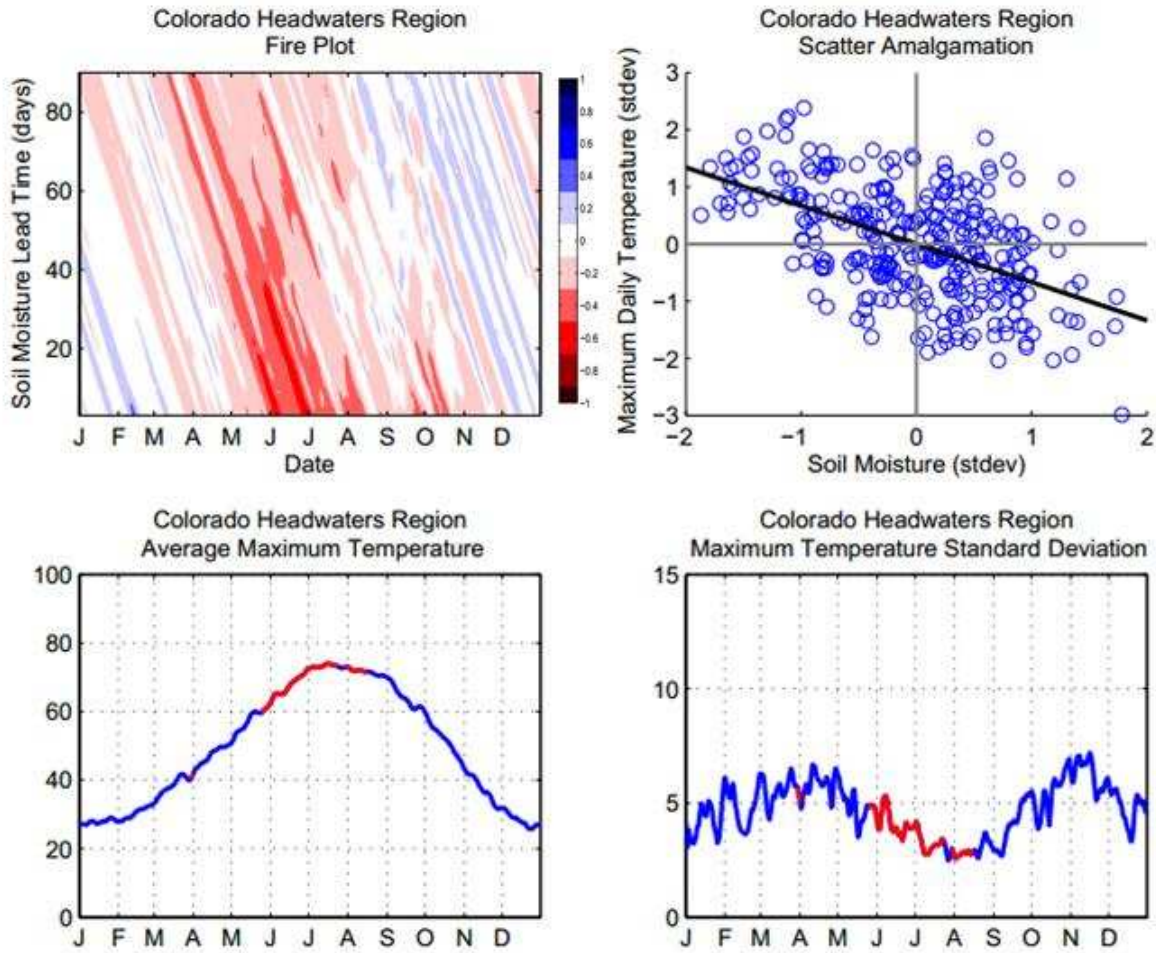 Colorado Headwaters Region
Fire Plot
Soil Moisture Lead Time (days)
80
60
40
20
J F M A M J J A S O N D
Date
1
0.8
0.6
0.4
0.2
0
−0.2
−0.4
−0.6
−0.8
−1
Colorado Headwaters Region
Scatter Amalgamation
Maximum Daily Temperature (stdev)
3
2
1
0
−1
−2
−3
−2 −1 0 1 2
Soil Moisture (stdev)
Colorado Headwaters Region
Average Maximum Temperature
100
80
60
40
20
0
J F M A M J J A S O N D
Colorado Headwaters Region
Maximum Temperature Standard Deviation
15
10
5
0
J F M A M J J A S O N D